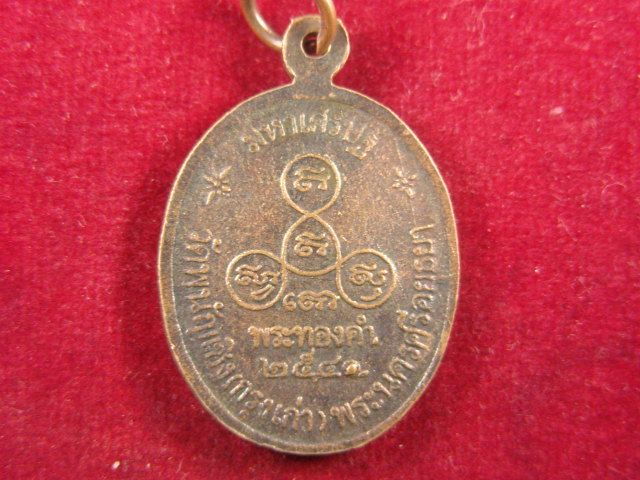 มหาเศรษฐี
พระทองคำ.
๒๕๔๑
วัดพนัญเชิง(กรุงเก่า)พระนครศรีอยุธยา